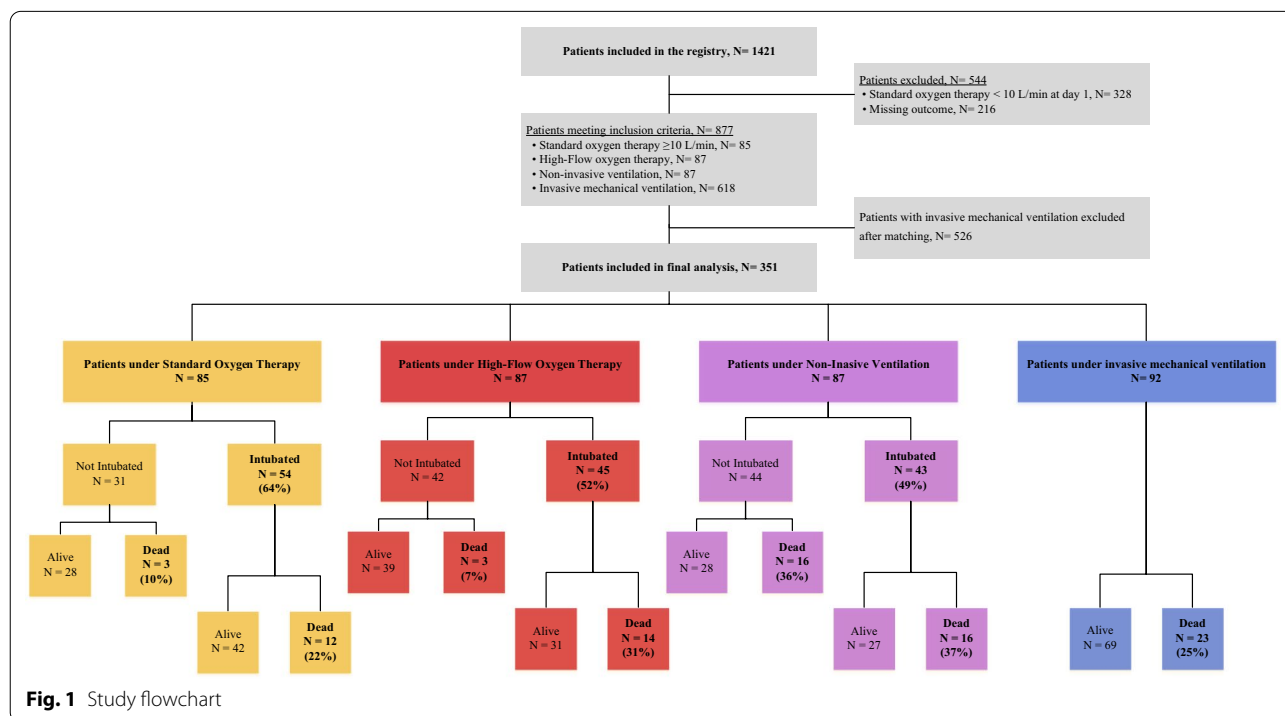 Patients included in the registry, N= 1421
Patients excluded, N= 544
• Standard oxygen therapy < 10 L/min at day 1, N= 328
• Missing outcome, N= 216
Patients meeting inclusion criteria, N= 877
• Standard oxygen therapy ≥10 L/min, N= 85
• High-Flow oxygen therapy, N= 87
• Non-invasive ventilation, N= 87
• Invasive mechanical ventilation, N= 618
Patients with invasive mechanical ventilation excluded
after matching, N= 526
Patients included in final analysis, N= 351
Patients under Standard Oxygen Therapy
N = 85
Patients under High-Flow Oxygen Therapy
N = 87
Patients under Non-Inasive Ventilation
N = 87
Patients under invasive mechanical ventilation
N= 92
Not Intubated
N = 31
Intubated
N = 54
(64%)
Not Intubated
N = 42
Intubated
N = 45
(52%)
Not Intubated
N = 44
Intubated
N = 43
(49%)
Alive
N = 28
Dead
N = 3
(10%)
Alive
N = 39
Dead
N = 3
(7%)
Alive
N = 28
Dead
N = 16
(36%)
Alive
N = 42
Dead
N = 12
(22%)
Alive
N = 31
Dead
N = 14
(31%)
Alive
N = 27
Dead
N = 16
(37%)
Alive
N = 69
Dead
N = 23
(25%)
Fig. 1 Study flowchart